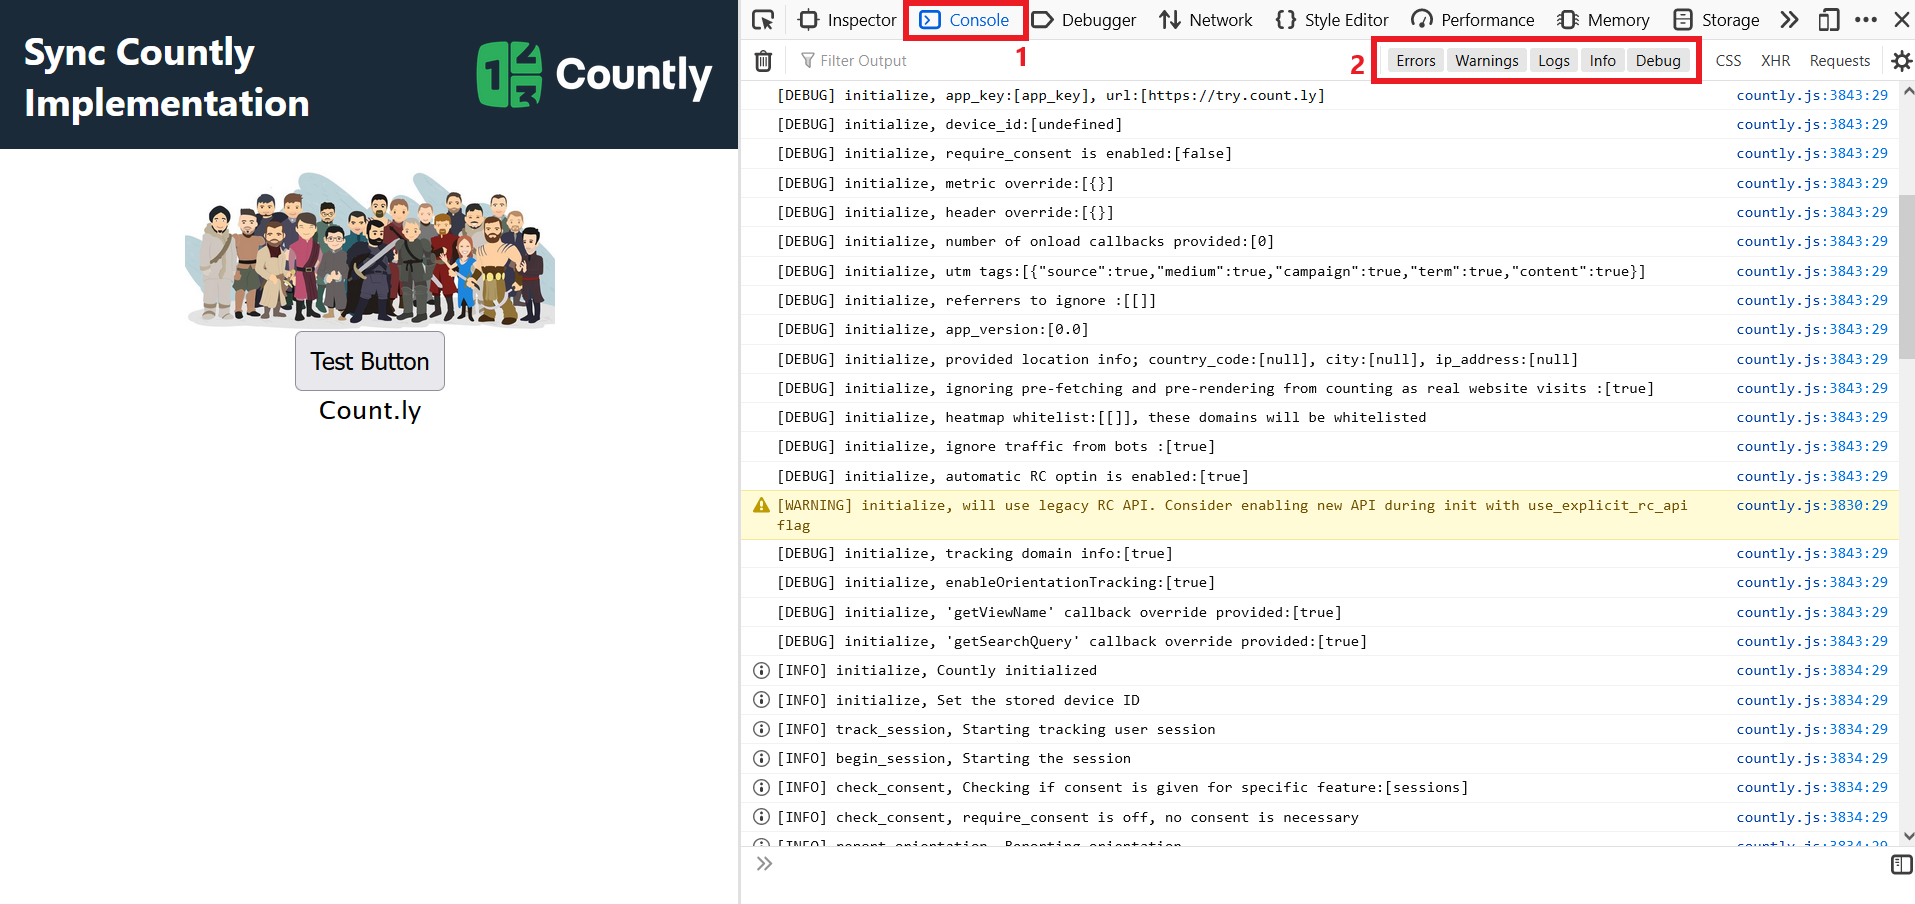 Sync Countly
Implementation
Countly
Test Button
Count.ly
Inspector Console Debugger Network Style Editor Performance Memory Storage
1
2
Filter Output Errors Warnings Logs Info Debug CSS XHR Requests
[DEBUG] initialize, app_key:[app_key], url:[https://try.count.ly] countly.js:3843:29
[DEBUG] initialize, device_id:[undefined] countly.js:3843:29
[DEBUG] initialize, require_consent is enabled:[false] countly.js:3843:29
[DEBUG] initialize, metric override:[{}] countly.js:3843:29
[DEBUG] initialize, header override:[{}] countly.js:3843:29
[DEBUG] initialize, number of onload callbacks provided:[0] countly.js:3843:29
[DEBUG] initialize, utm tags:[{"source":true,"medium":true,"campaign":true,"term":true,"content":true}] countly.js:3843:29
[DEBUG] initialize, referrers to ignore :[[]] countly.js:3843:29
[DEBUG] initialize, app_version:[0.0] countly.js:3843:29
[DEBUG] initialize, provided location info; country_code:[null], city:[null], ip_address:[null] countly.js:3843:29
[DEBUG] initialize, ignoring pre-fetching and pre-rendering from counting as real website visits :[true] countly.js:3843:29
[DEBUG] initialize, heatmap whitelist:[[]], these domains will be whitelisted countly.js:3843:29
[DEBUG] initialize, ignore traffic from bots :[true] countly.js:3843:29
[DEBUG] initialize, automatic RC optin is enabled:[true] countly.js:3843:29
[WARNING] initialize, will use legacy RC API. Consider enabling new API during init with use_explicit_rc_api countly.js:3830:29
flag
[DEBUG] initialize, tracking domain info:[true] countly.js:3843:29
[DEBUG] initialize, enableOrientationTracking:[true] countly.js:3843:29
[DEBUG] initialize, 'getViewName' callback override provided:[true] countly.js:3843:29
[DEBUG] initialize, 'getSearchQuery' callback override provided:[true] countly.js:3843:29
[INFO] initialize, Countly initialized countly.js:3834:29
[INFO] initialize, Set the stored device ID countly.js:3834:29
[INFO] track_session, Starting tracking user session countly.js:3834:29
[INFO] begin_session, Starting the session countly.js:3834:29
[INFO] check_consent, Checking if consent is given for specific feature:[sessions] countly.js:3834:29
[INFO] check_consent, require_consent is off, no consent is necessary countly.js:3834:29
[INFO] report_orientation, Reporting orientation countly.js:3834:29